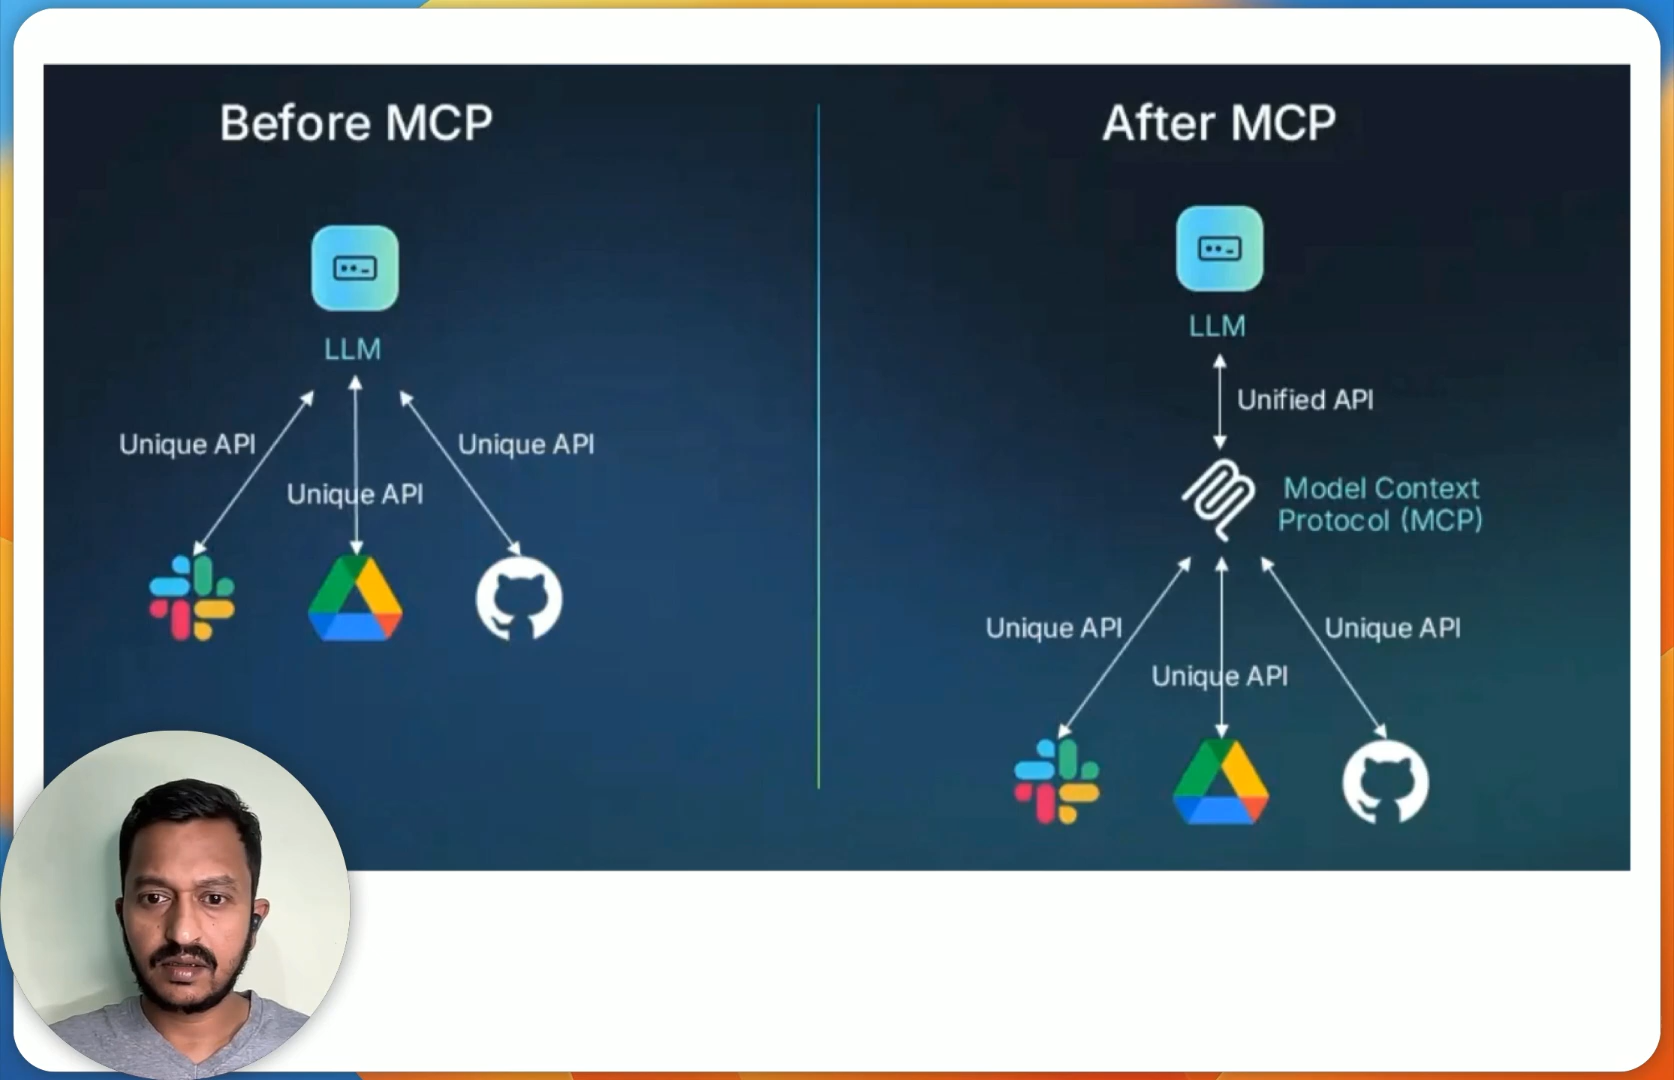 Before MCP
LLM
Unique API
Unique API
Unique API
After MCP
LLM
Unified API
Model Context
Protocol (MCP)
Unique API
Unique API
Unique API